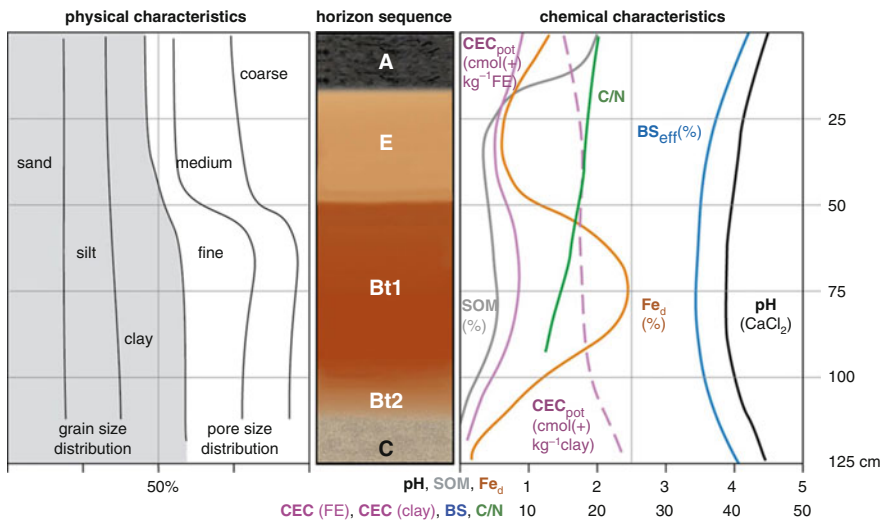 physical characteristics
horizon sequence
chemical characteristics
coarse
sand
medium
silt
fine
clay
grain size
distribution
pore size
distribution
50%
A
E
Bt1
Bt2
C
CECpot
(cmol(+)
kg⁻¹FE)
C/N
BSeff(%)
SOM
(%)
Fed
(%)
pH
(CaCl₂)
CECpot
(cmol(+)
kg⁻¹clay)
25
50
75
100
125 cm
pH, SOM, Fed 1 2 3 4 5
CEC (FE), CEC (clay), BS, C/N 10 20 30 40 50